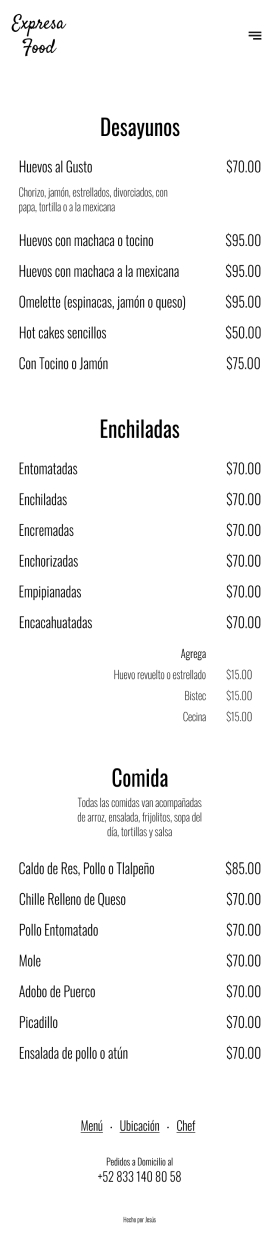 Expresa
Food
Desayunos
Huevos al Gusto $70.00
Chorizo, jamón, estrellados, divorciados, con
papa, tortilla o a la mexicana
Huevos con machaca o tocino $95.00
Huevos con machaca a la mexicana $95.00
Omelette (espinacas, jamón o queso) $95.00
Hot cakes sencillos $50.00
Con Tocino o Jamón $75.00
Enchiladas
Entomatadas $70.00
Enchiladas $70.00
Encremadas $70.00
Enchorizadas $70.00
Empipianadas $70.00
Encacahuatadas $70.00
Agrega
Huevo revuelto o estrellado $15.00
Bistec $15.00
Cecina $15.00
Comida
Todas las comidas van acompañadas
de arroz, ensalada, frijolitos, sopa del
día, tortillas y salsa
Caldo de Res, Pollo o Tlalpeño $85.00
Chille Relleno de Queso $70.00
Pollo Entomatado $70.00
Mole $70.00
Adobo de Puerco $70.00
Picadillo $70.00
Ensalada de pollo o atún $70.00
Menú · Ubicación · Chef
Pedidos a Domicilio al
+52 833 140 80 58
Hecho por Jesús